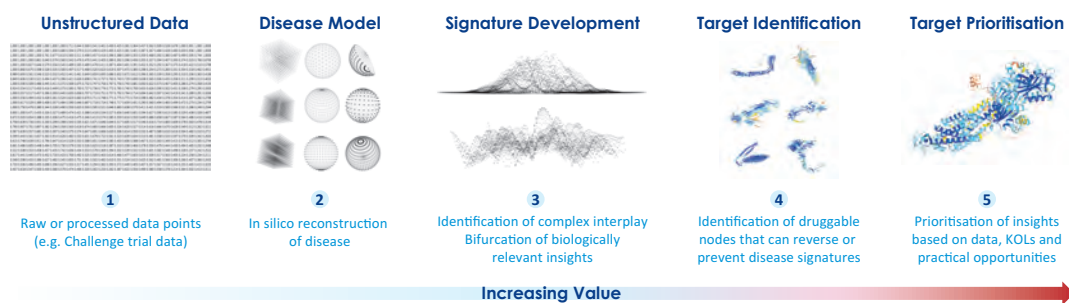 Unstructured Data
Disease Model
Signature Development
Target Identification
Target Prioritisation
1
2
3
4
5
Raw or processed data points
(e.g. Challenge trial data)
In silico reconstruction
of disease
Identification of complex interplay
Bifurcation of biologically
relevant insights
Identification of druggable
nodes that can reverse or
prevent disease signatures
Prioritisation of insights
based on data, KOLs and
practical opportunities
Increasing Value